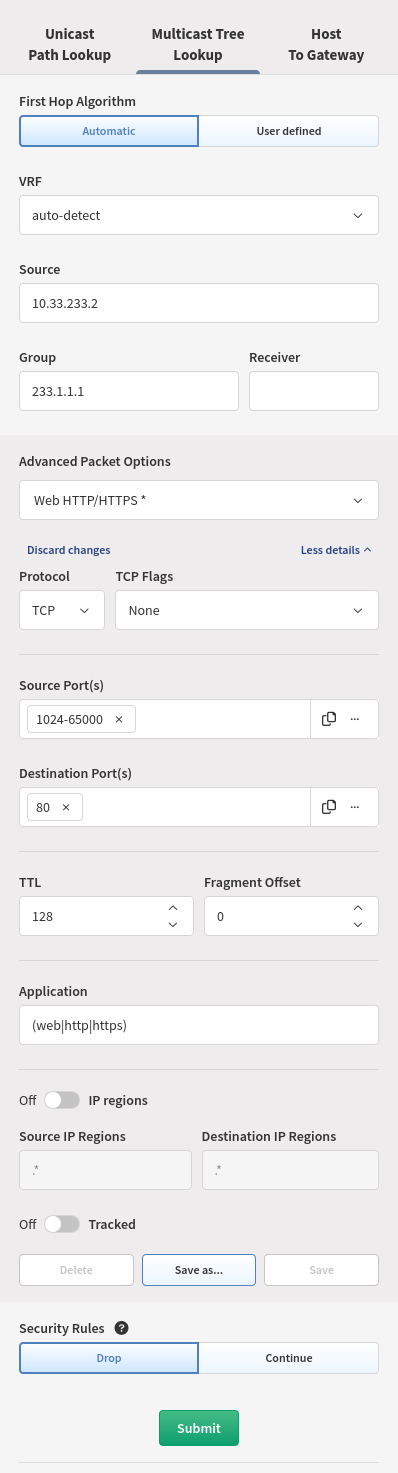 Unicast
Path Lookup
Multicast Tree
Lookup
Host
To Gateway
First Hop Algorithm
Automatic
User defined
VRF
auto-detect
Source
10.33.233.2
Group
Receiver
233.1.1.1
Advanced Packet Options
Web HTTP/HTTPS *
Discard changes
Less details
Protocol
TCP Flags
TCP
None
Source Port(s)
1024-65000 ×
...
Destination Port(s)
80 ×
...
TTL
Fragment Offset
128
0
Application
(web|http|https)
Off
IP regions
Source IP Regions
Destination IP Regions
.*
.*
Off
Tracked
Delete
Save as...
Save
Security Rules ?
Drop
Continue
Submit